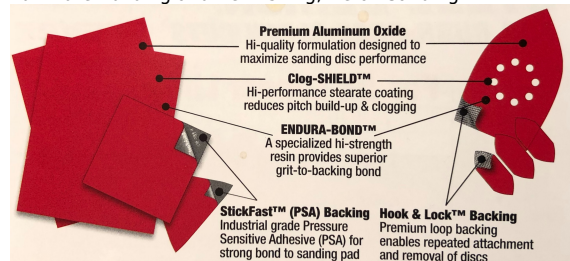 Premium Aluminum Oxide
Hi-quality formulation designed to
maximize sanding disc performance
Clog-SHIELD™
Hi-performance stearate coating
reduces pitch build-up & clogging
ENDURA-BOND™
A specialized hi-strength
resin provides superior
grit-to-backing bond
StickFast™ (PSA) Backing
Industrial grade Pressure
Sensitive Adhesive (PSA) for
strong bond to sanding pad
Hook & Lock™ Backing
Premium loop backing
enables repeated attachment
and removal of discs